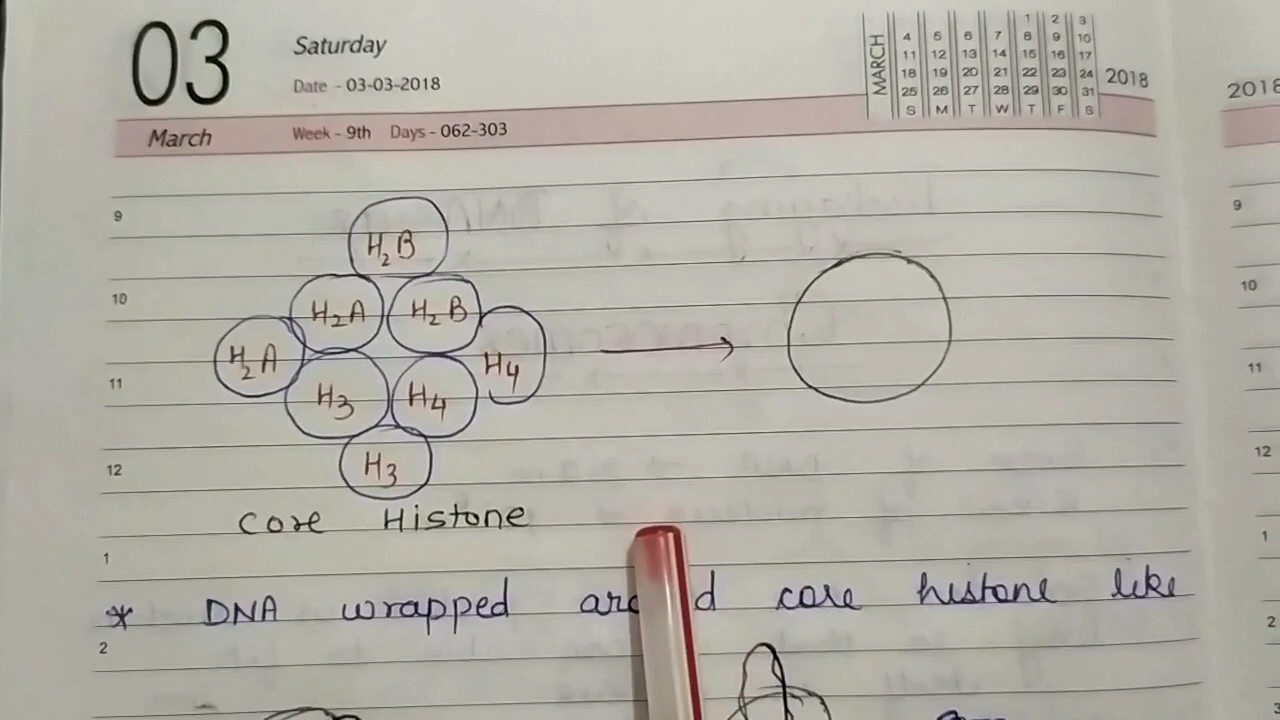 03 Saturday
Date - 03-03-2018
March Week - 9th Days - 062-303
MARCH 2018
1 2 3
4 5 6 7 8 9 10
11 12 13 14 15 16 17
18 19 20 21 22 23 24
25 26 27 28 29 30 31
S M T W T F S
2018
9
H2B
10
H2A H2B
H2A H4
11
H3 H4
12
H3
Core Histone
1
* DNA wrapped core histone like
2
9
10
11
12
1
2
3